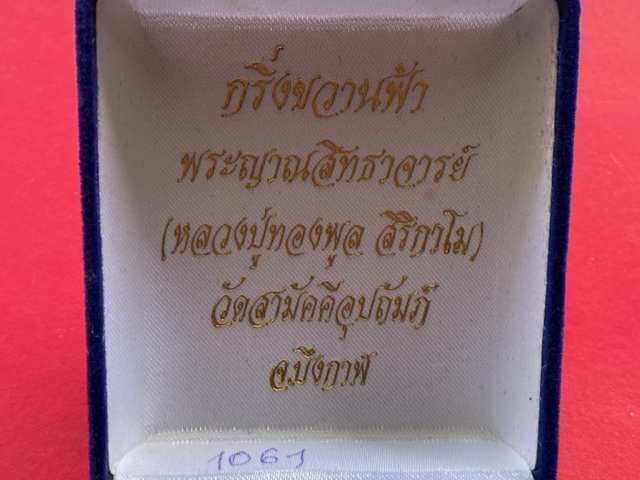 กริ่งขวานฟ้า
พระญาณสิทธาจารย์
(หลวงปู่ทองพูล สิริกาโม)
วัดสามัคคีอุปถัมภ์
จ.บึงกาฬ
1061